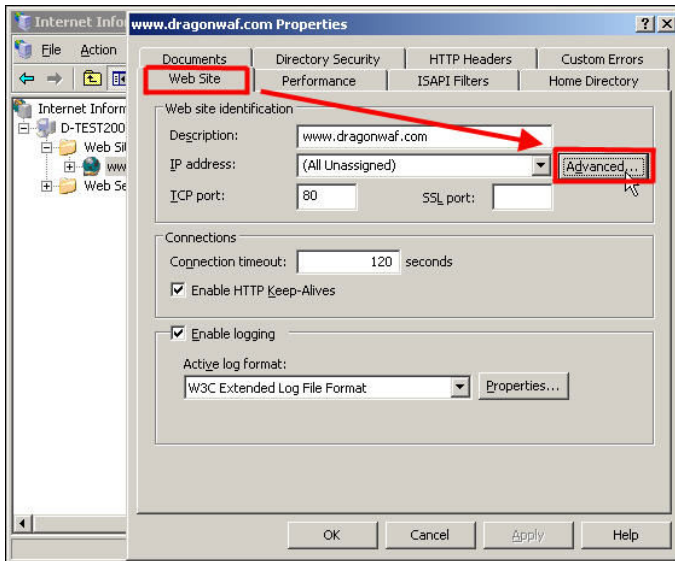 Internet Infor
www.dragonwaf.com Properties
File Action
Documents Directory Security HTTP Headers Custom Errors
Web Site Performance ISAPI Filters Home Directory
Internet Inform
D-TEST200
Web Sit
ww
Web Se
Web site identification
Description: www.dragonwaf.com
IP address: (All Unassigned) Advanced...
TCP port: 80 SSL port:
Connections
Connection timeout: 120 seconds
Enable HTTP Keep-Alives
Enable logging
Active log format:
W3C Extended Log File Format Properties...
OK Cancel Apply Help